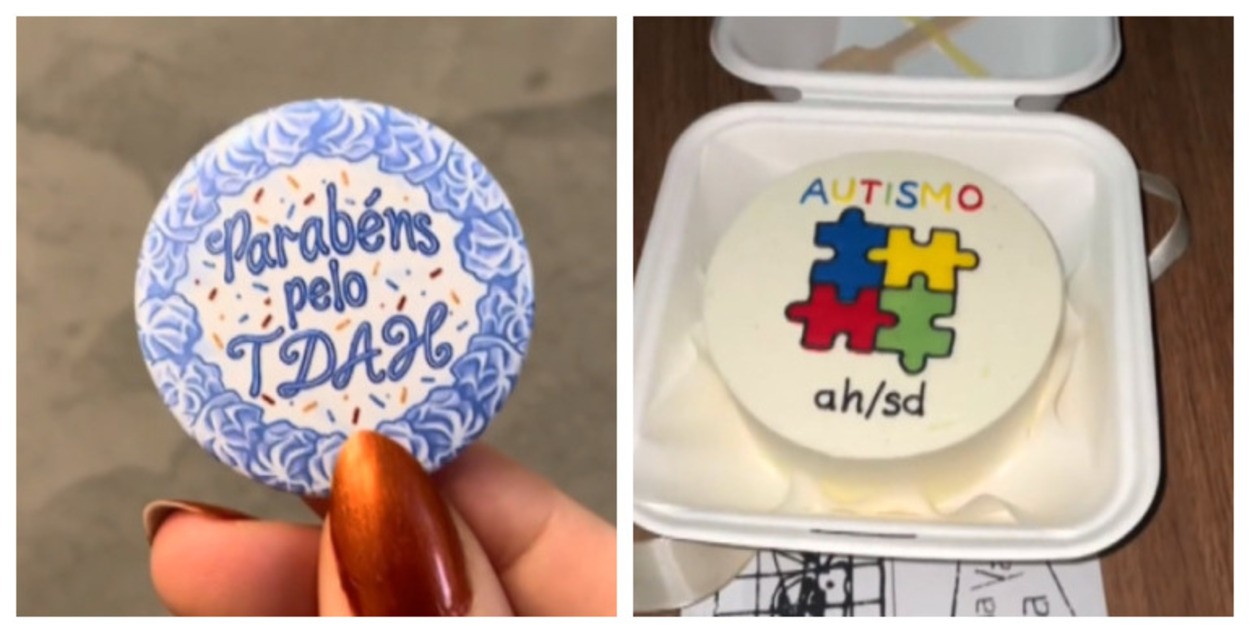 Parabéns
pelo
TDAH
AUTISMO
ah/sd